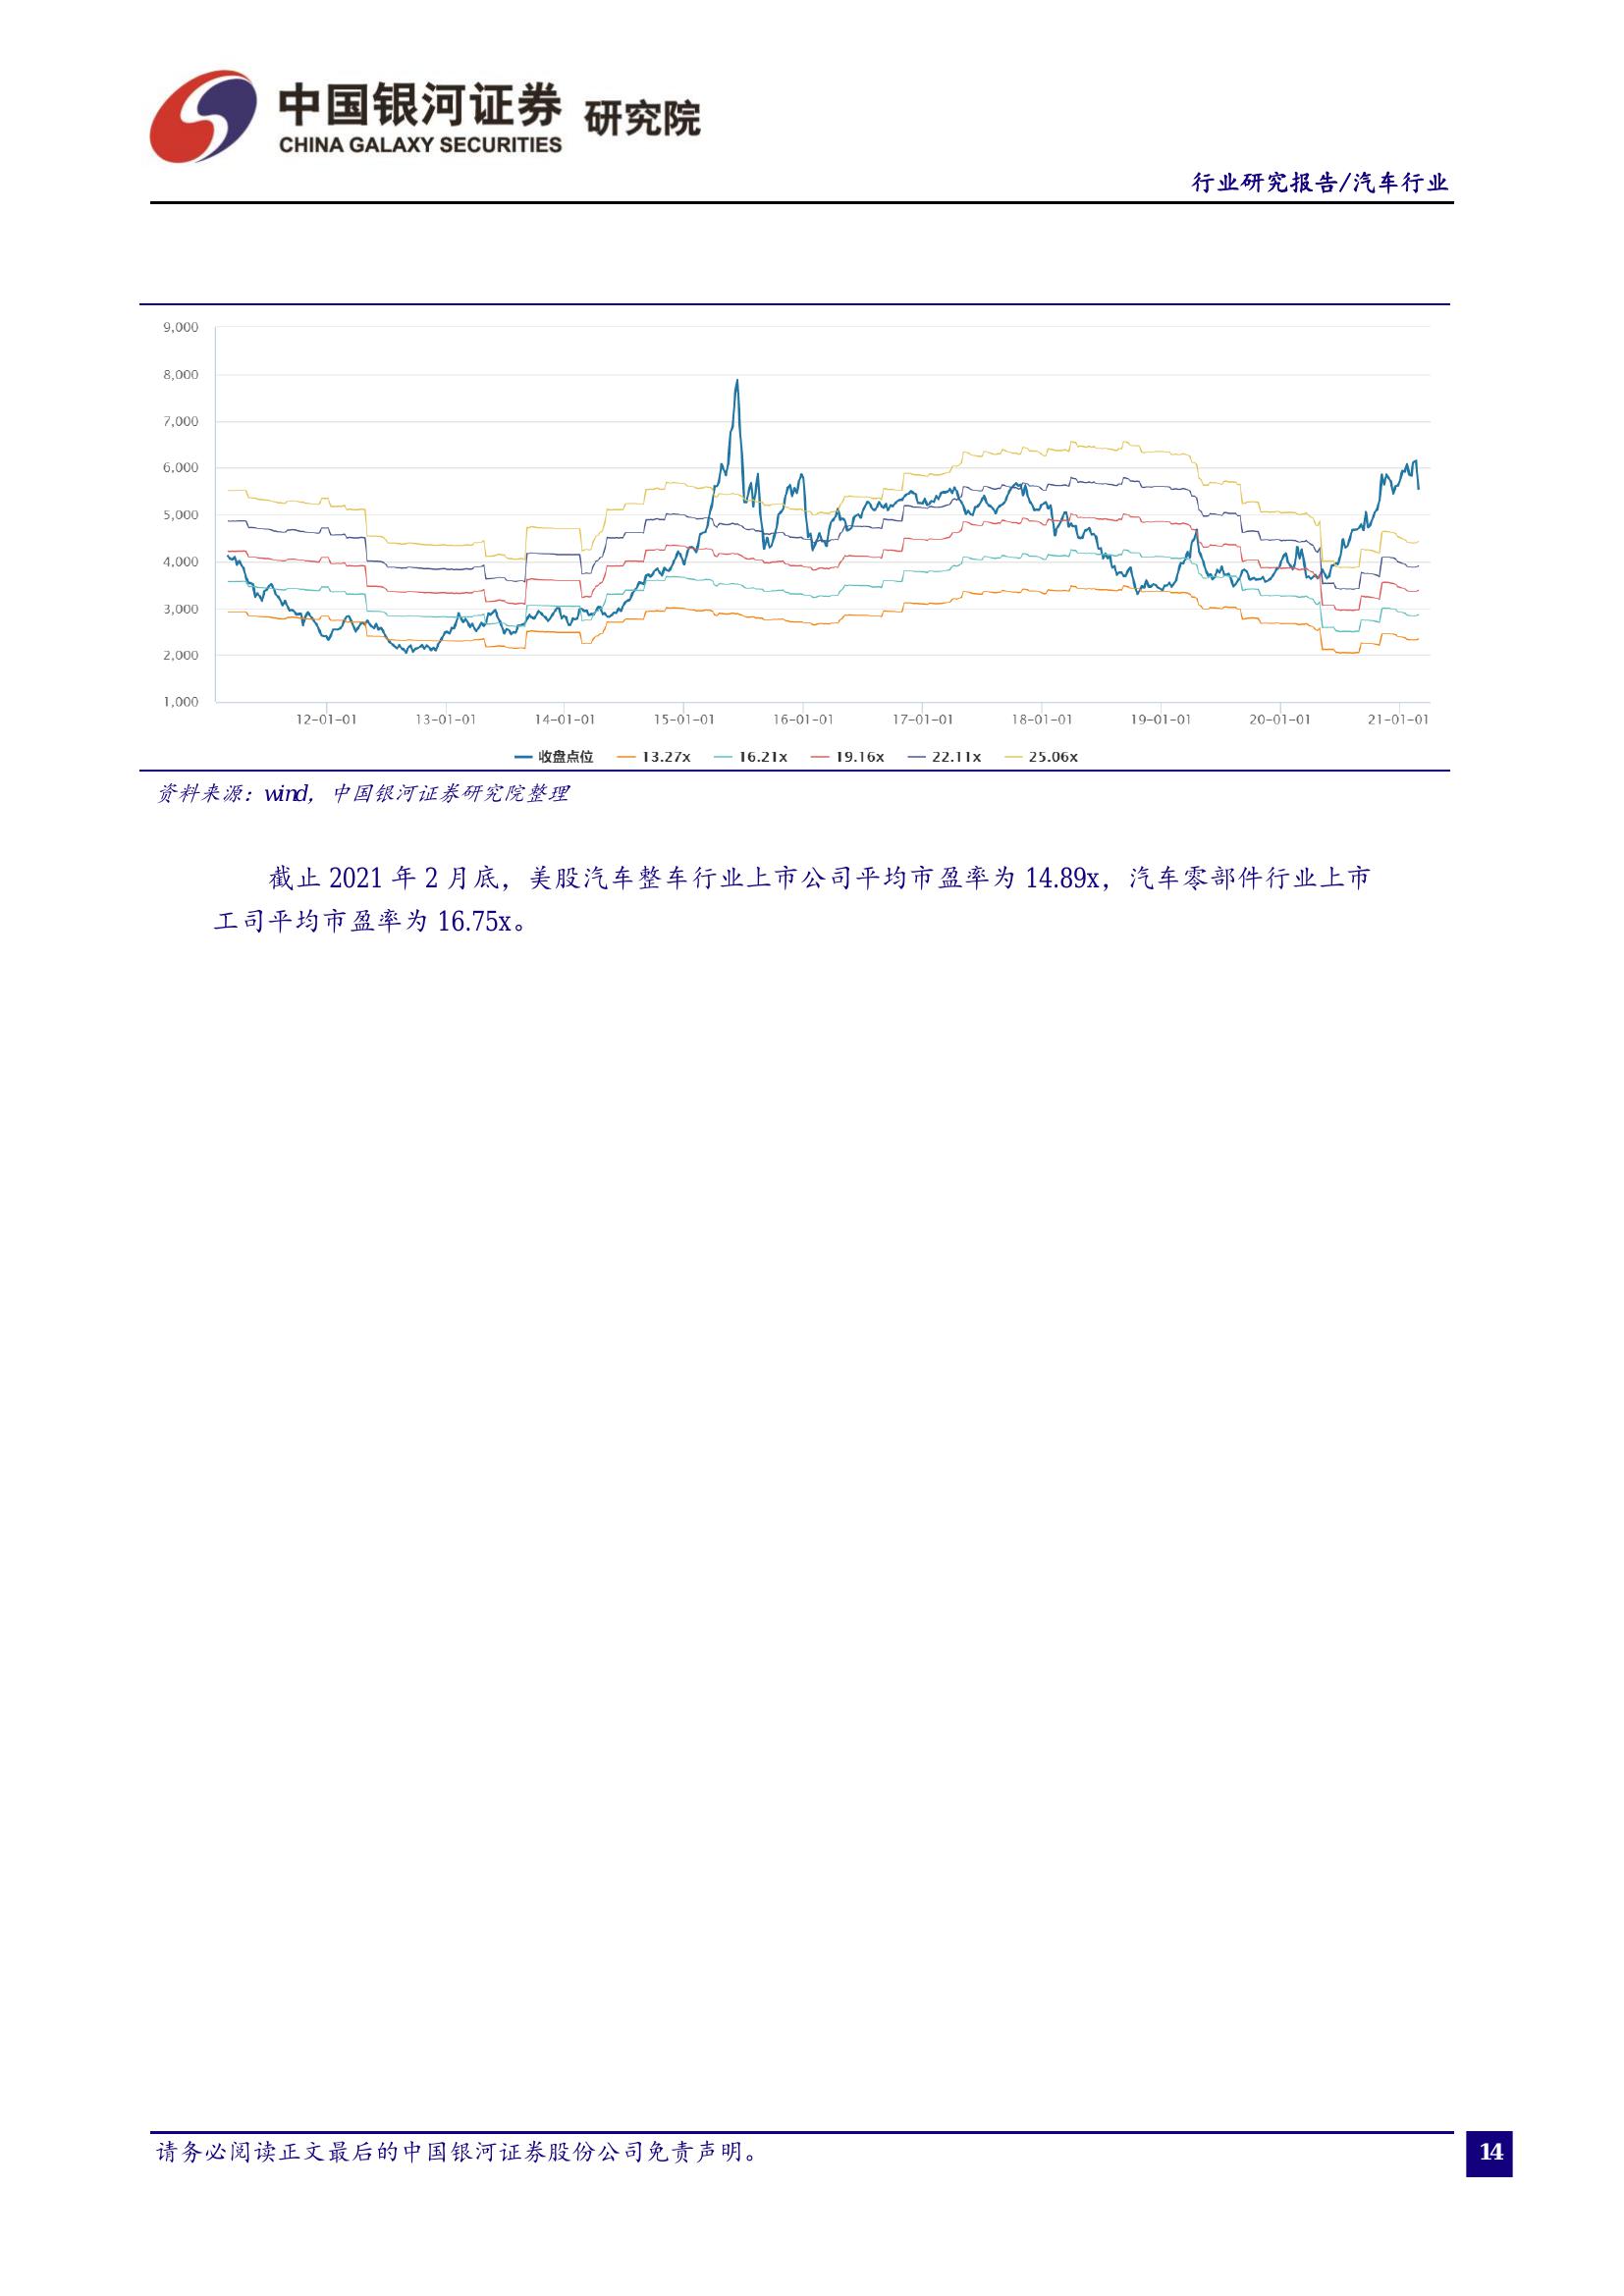 中国银河证券 研究院
CHINA GALAXY SECURITIES
行业研究报告/汽车行业
9,000
8,000
7,000
6,000
5,000
4,000
3,000
2,000
1,000
12-01-01 13-01-01 14-01-01 15-01-01 16-01-01 17-01-01 18-01-01 19-01-01 20-01-01 21-01-01
收盘点位 13.27x 16.21x 19.16x 22.11x 25.06x
资料来源：wind，中国银河证券研究院整理
截止 2021 年 2 月底，美股汽车整车行业上市公司平均市盈率为 14.89x，汽车零部件行业上市
工司平均市盈率为 16.75x。
请务必阅读正文最后的中国银河证券股份公司免责声明。
14